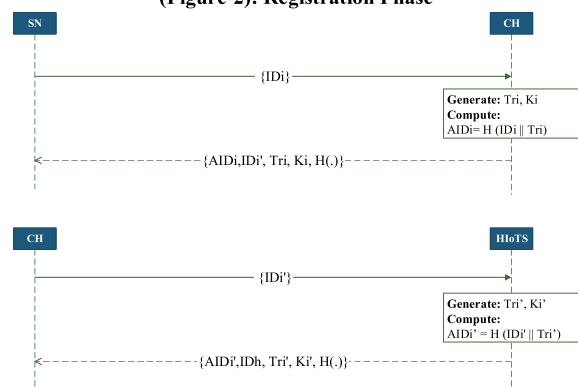 (Figure 2): Registration Phase
SN
CH
{IDi}
Generate: Tri, Ki
Compute:
AIDi= H (IDi || Tri)
{AIDi,IDi', Tri, Ki, H(.)}
CH
HIoTS
{IDi'}
Generate: Tri’, Ki’
Compute:
AIDi’ = H (IDi' || Tri’)
{AIDi',IDh, Tri', Ki', H(.)}